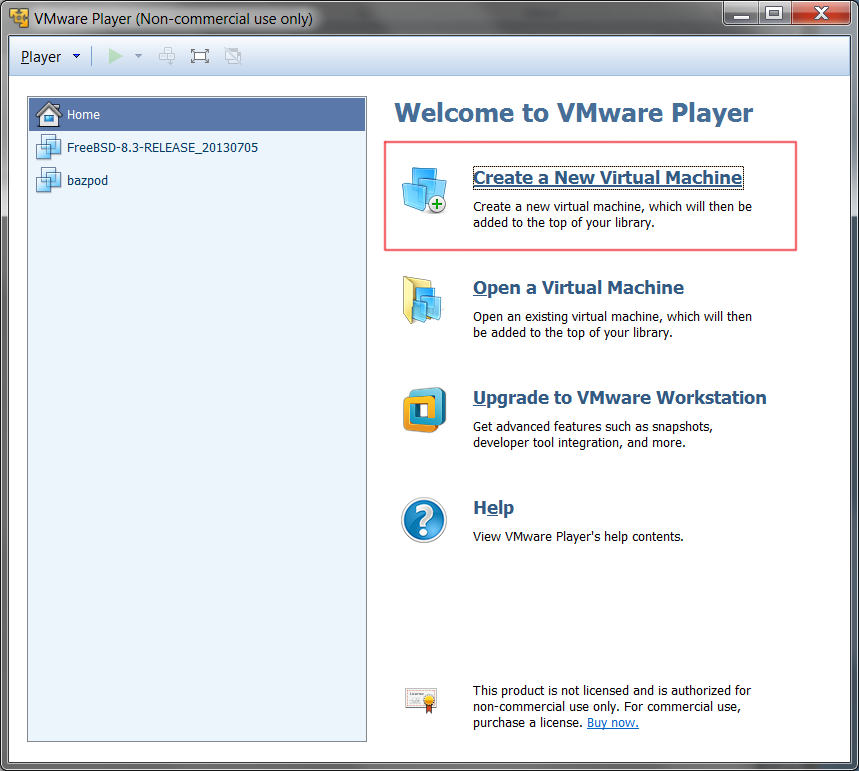 VMware Player (Non-commercial use only)
Player
Home
FreeBSD-8.3-RELEASE_20130705
bazpod
Welcome to VMware Player
Create a New Virtual Machine
Create a new virtual machine, which will then be
added to the top of your library.
Open a Virtual Machine
Open an existing virtual machine, which will then
be added to the top of your library.
Upgrade to VMware Workstation
Get advanced features such as snapshots,
developer tool integration, and more.
?
Help
View VMware Player's help contents.
This product is not licensed and is authorized for
non-commercial use only. For commercial use,
purchase a license. Buy now.